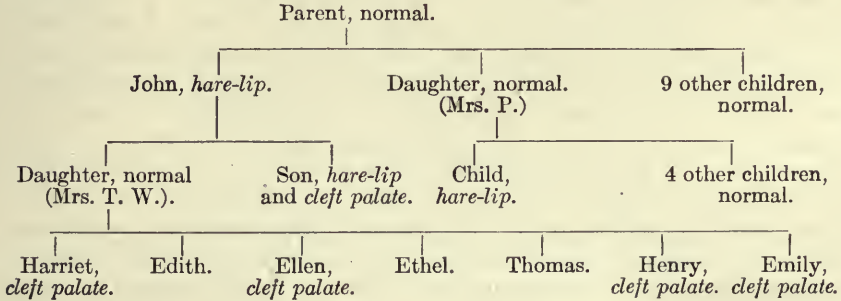 Parent, normal.
John, hare-lip. Daughter, normal. 9 other children,
(Mrs. P.) normal.
Daughter, normal Son, hare-lip Child, 4 other children,
(Mrs. T. W.). and cleft palate. hare-lip. normal.
Harriet, Edith. Ellen, Ethel. Thomas. Henry, Emily,
cleft palate. cleft palate. cleft palate. cleft palate.